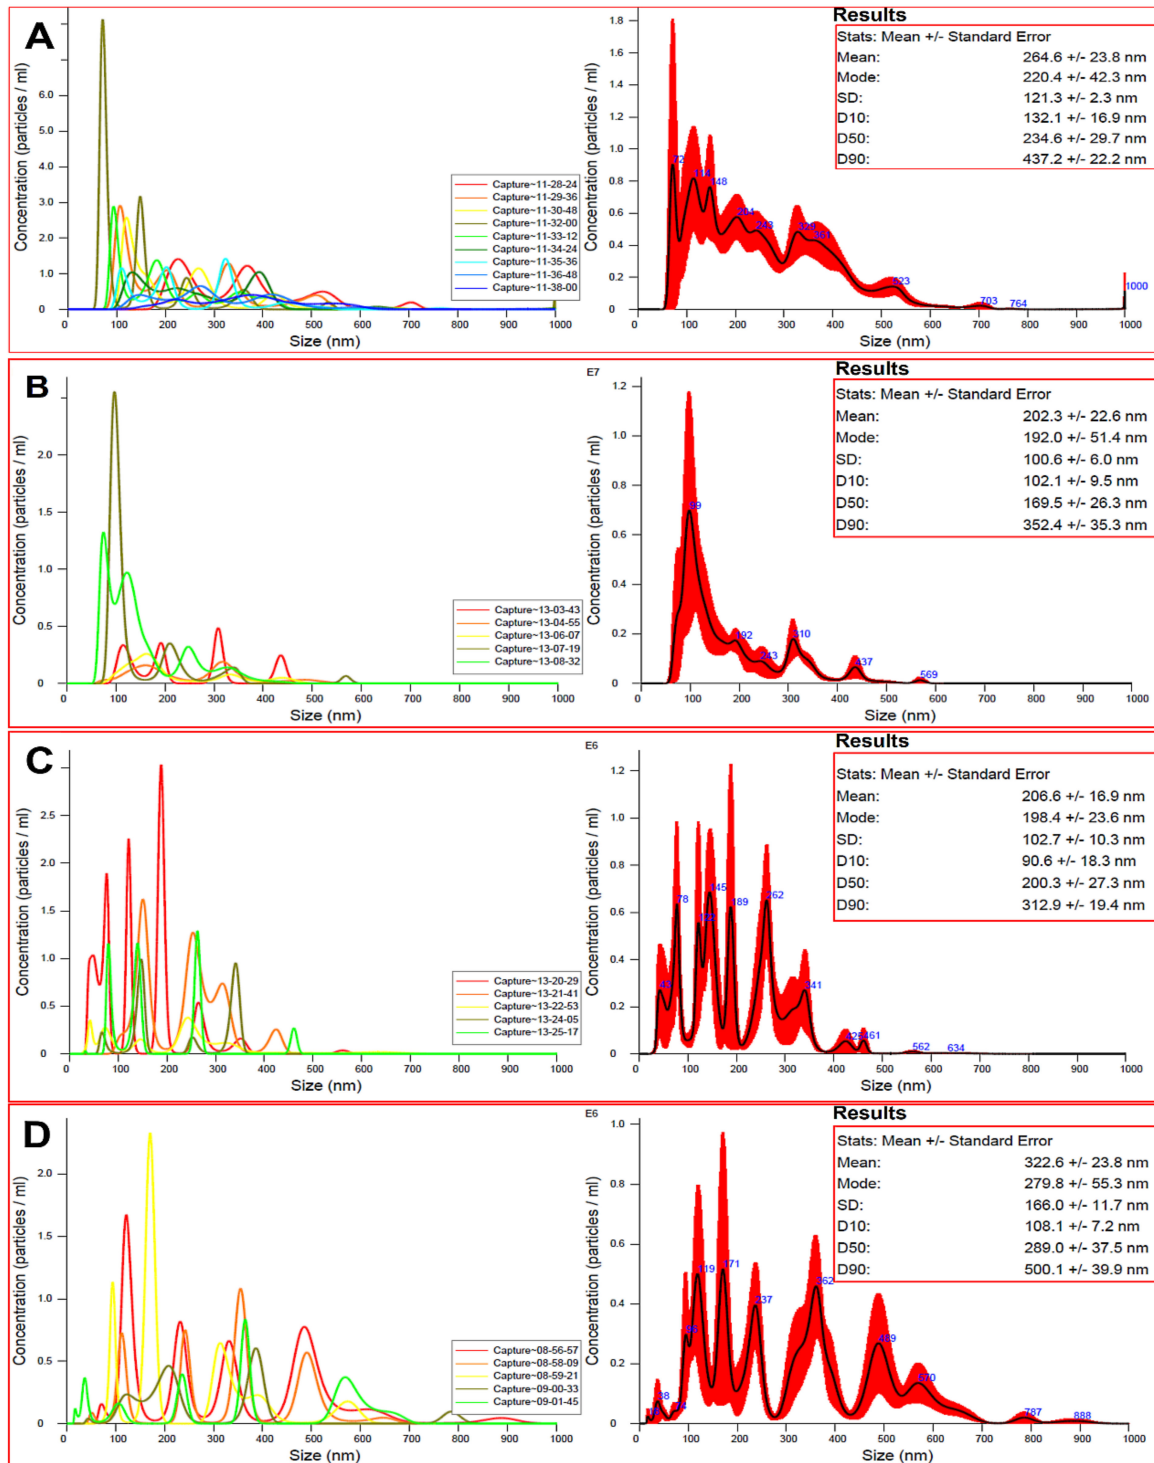 A
Concentration (particles / ml)
8.0
6.0
5.0
4.0
3.0
2.0
1.0
0
0 100 200 300 400 500 600 700 800 900 1000
Size (nm)
Capture~11-28-24
Capture~11-29-36
Capture~11-30-48
Capture~11-32-00
Capture~11-33-12
Capture~11-34-24
Capture~11-35-36
Capture~11-36-48
Capture~11-38-00
Concentration (particles / ml)
1.8
1.6
1.4
1.2
1.0
0.8
0.6
0.4
0.2
0
72
114
148
204
243
329
361
523
703
764
1000
0 100 200 300 400 500 600 700 800 900 1000
Size (nm)
Results
Stats: Mean +/- Standard Error
Mean: 264.6 +/- 23.8 nm
Mode: 220.4 +/- 42.3 nm
SD: 121.3 +/- 2.3 nm
D10: 132.1 +/- 16.9 nm
D50: 234.6 +/- 29.7 nm
D90: 437.2 +/- 22.2 nm
B
Concentration (particles / ml)
2.5
2.0
1.5
1.0
0.5
0
0 100 200 300 400 500 600 700 800 900 1000
Size (nm)
Capture~13-03-43
Capture~13-04-55
Capture~13-06-07
Capture~13-07-19
Capture~13-08-32
E7
Concentration (particles / ml)
1.2
1.0
0.8
0.6
0.4
0.2
0
99
192
243
310
437
569
0 100 200 300 400 500 600 700 800 900 1000
Size (nm)
Results
Stats: Mean +/- Standard Error
Mean: 202.3 +/- 22.6 nm
Mode: 192.0 +/- 51.4 nm
SD: 100.6 +/- 6.0 nm
D10: 102.1 +/- 9.5 nm
D50: 169.5 +/- 26.3 nm
D90: 352.4 +/- 35.3 nm
C
Concentration (particles / ml)
2.5
2.0
1.5
1.0
0.5
0
0 100 200 300 400 500 600 700 800 900 1000
Size (nm)
Capture~13-20-29
Capture~13-21-41
Capture~13-22-53
Capture~13-24-05
Capture~13-25-17
E6
Concentration (particles / ml)
1.2
1.0
0.8
0.6
0.4
0.2
0
43
78
145
189
262
341
425
461
562
634
0 100 200 300 400 500 600 700 800 900 1000
Size (nm)
Results
Stats: Mean +/- Standard Error
Mean: 206.6 +/- 16.9 nm
Mode: 198.4 +/- 23.6 nm
SD: 102.7 +/- 10.3 nm
D10: 90.6 +/- 18.3 nm
D50: 200.3 +/- 27.3 nm
D90: 312.9 +/- 19.4 nm
D
Concentration (particles / ml)
2.0
1.5
1.0
0.5
0
0 100 200 300 400 500 600 700 800 900 1000
Size (nm)
Capture~08-56-57
Capture~08-58-09
Capture~08-59-21
Capture~09-00-33
Capture~09-01-45
E6
Concentration (particles / ml)
1.0
0.8
0.6
0.4
0.2
0
38
119
171
237
362
489
570
787
888
0 100 200 300 400 500 600 700 800 900 1000
Size (nm)
Results
Stats: Mean +/- Standard Error
Mean: 322.6 +/- 23.8 nm
Mode: 279.8 +/- 55.3 nm
SD: 166.0 +/- 11.7 nm
D10: 108.1 +/- 7.2 nm
D50: 289.0 +/- 37.5 nm
D90: 500.1 +/- 39.9 nm